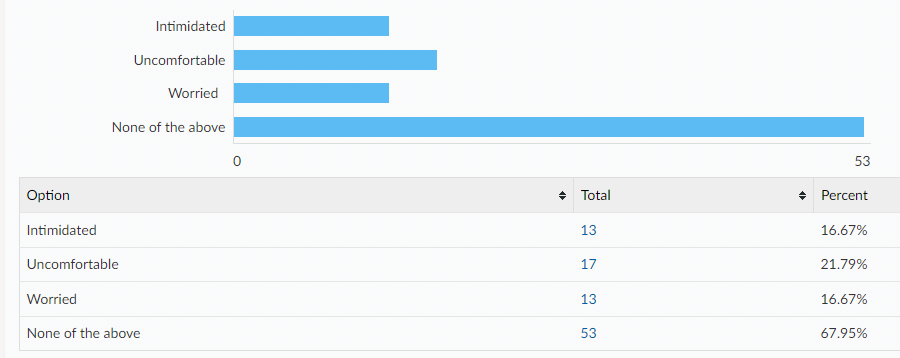 Intimidated
Uncomfortable
Worried
None of the above
0 53
Option Total Percent
Intimidated 13 16.67%
Uncomfortable 17 21.79%
Worried 13 16.67%
None of the above 53 67.95%